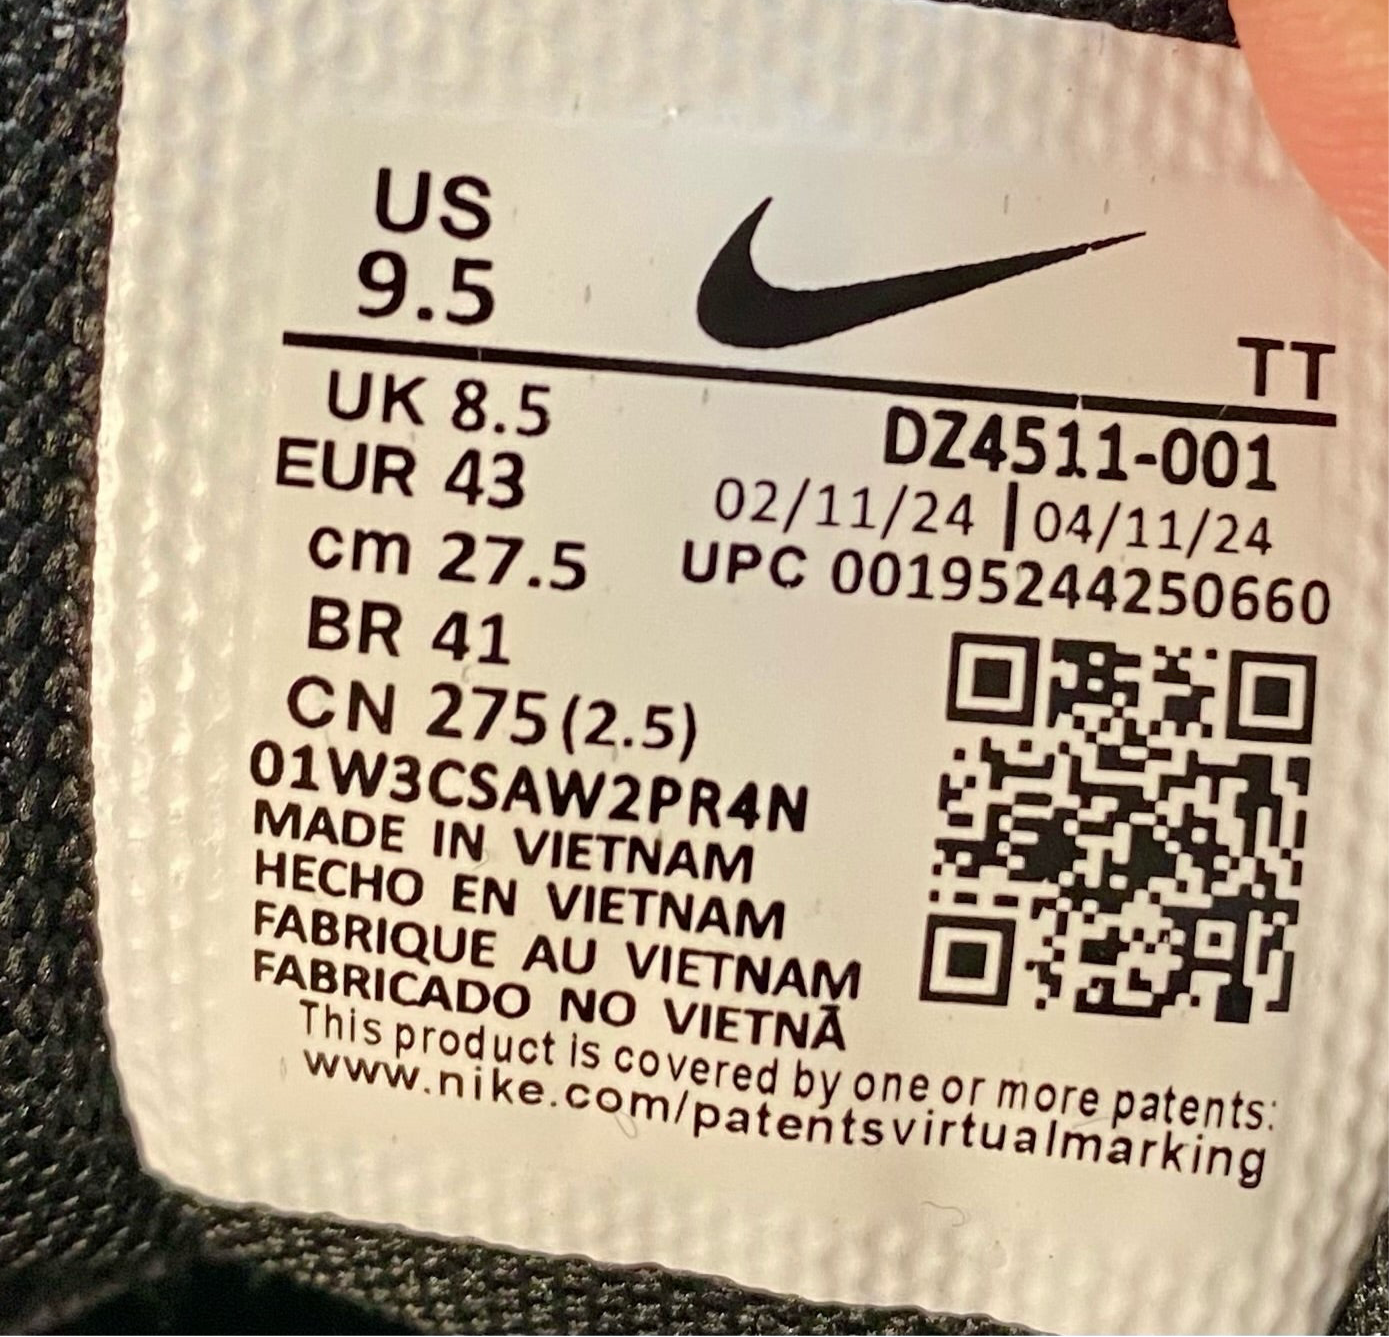 US
9.5
TT
UK 8.5
DZ4511-001
EUR 43
02/11/24 | 04/11/24
cm 27.5
UPC 00195244250660
BR 41
CN 275(2.5)
01W3CSAW2PR4N
MADE IN VIETNAM
HECHO EN VIETNAM
FABRIQUE AU VIETNAM
FABRICADO NO VIETNÃ
This product is covered by one or more patents:
www.nike.com/patentsvirtualmarking